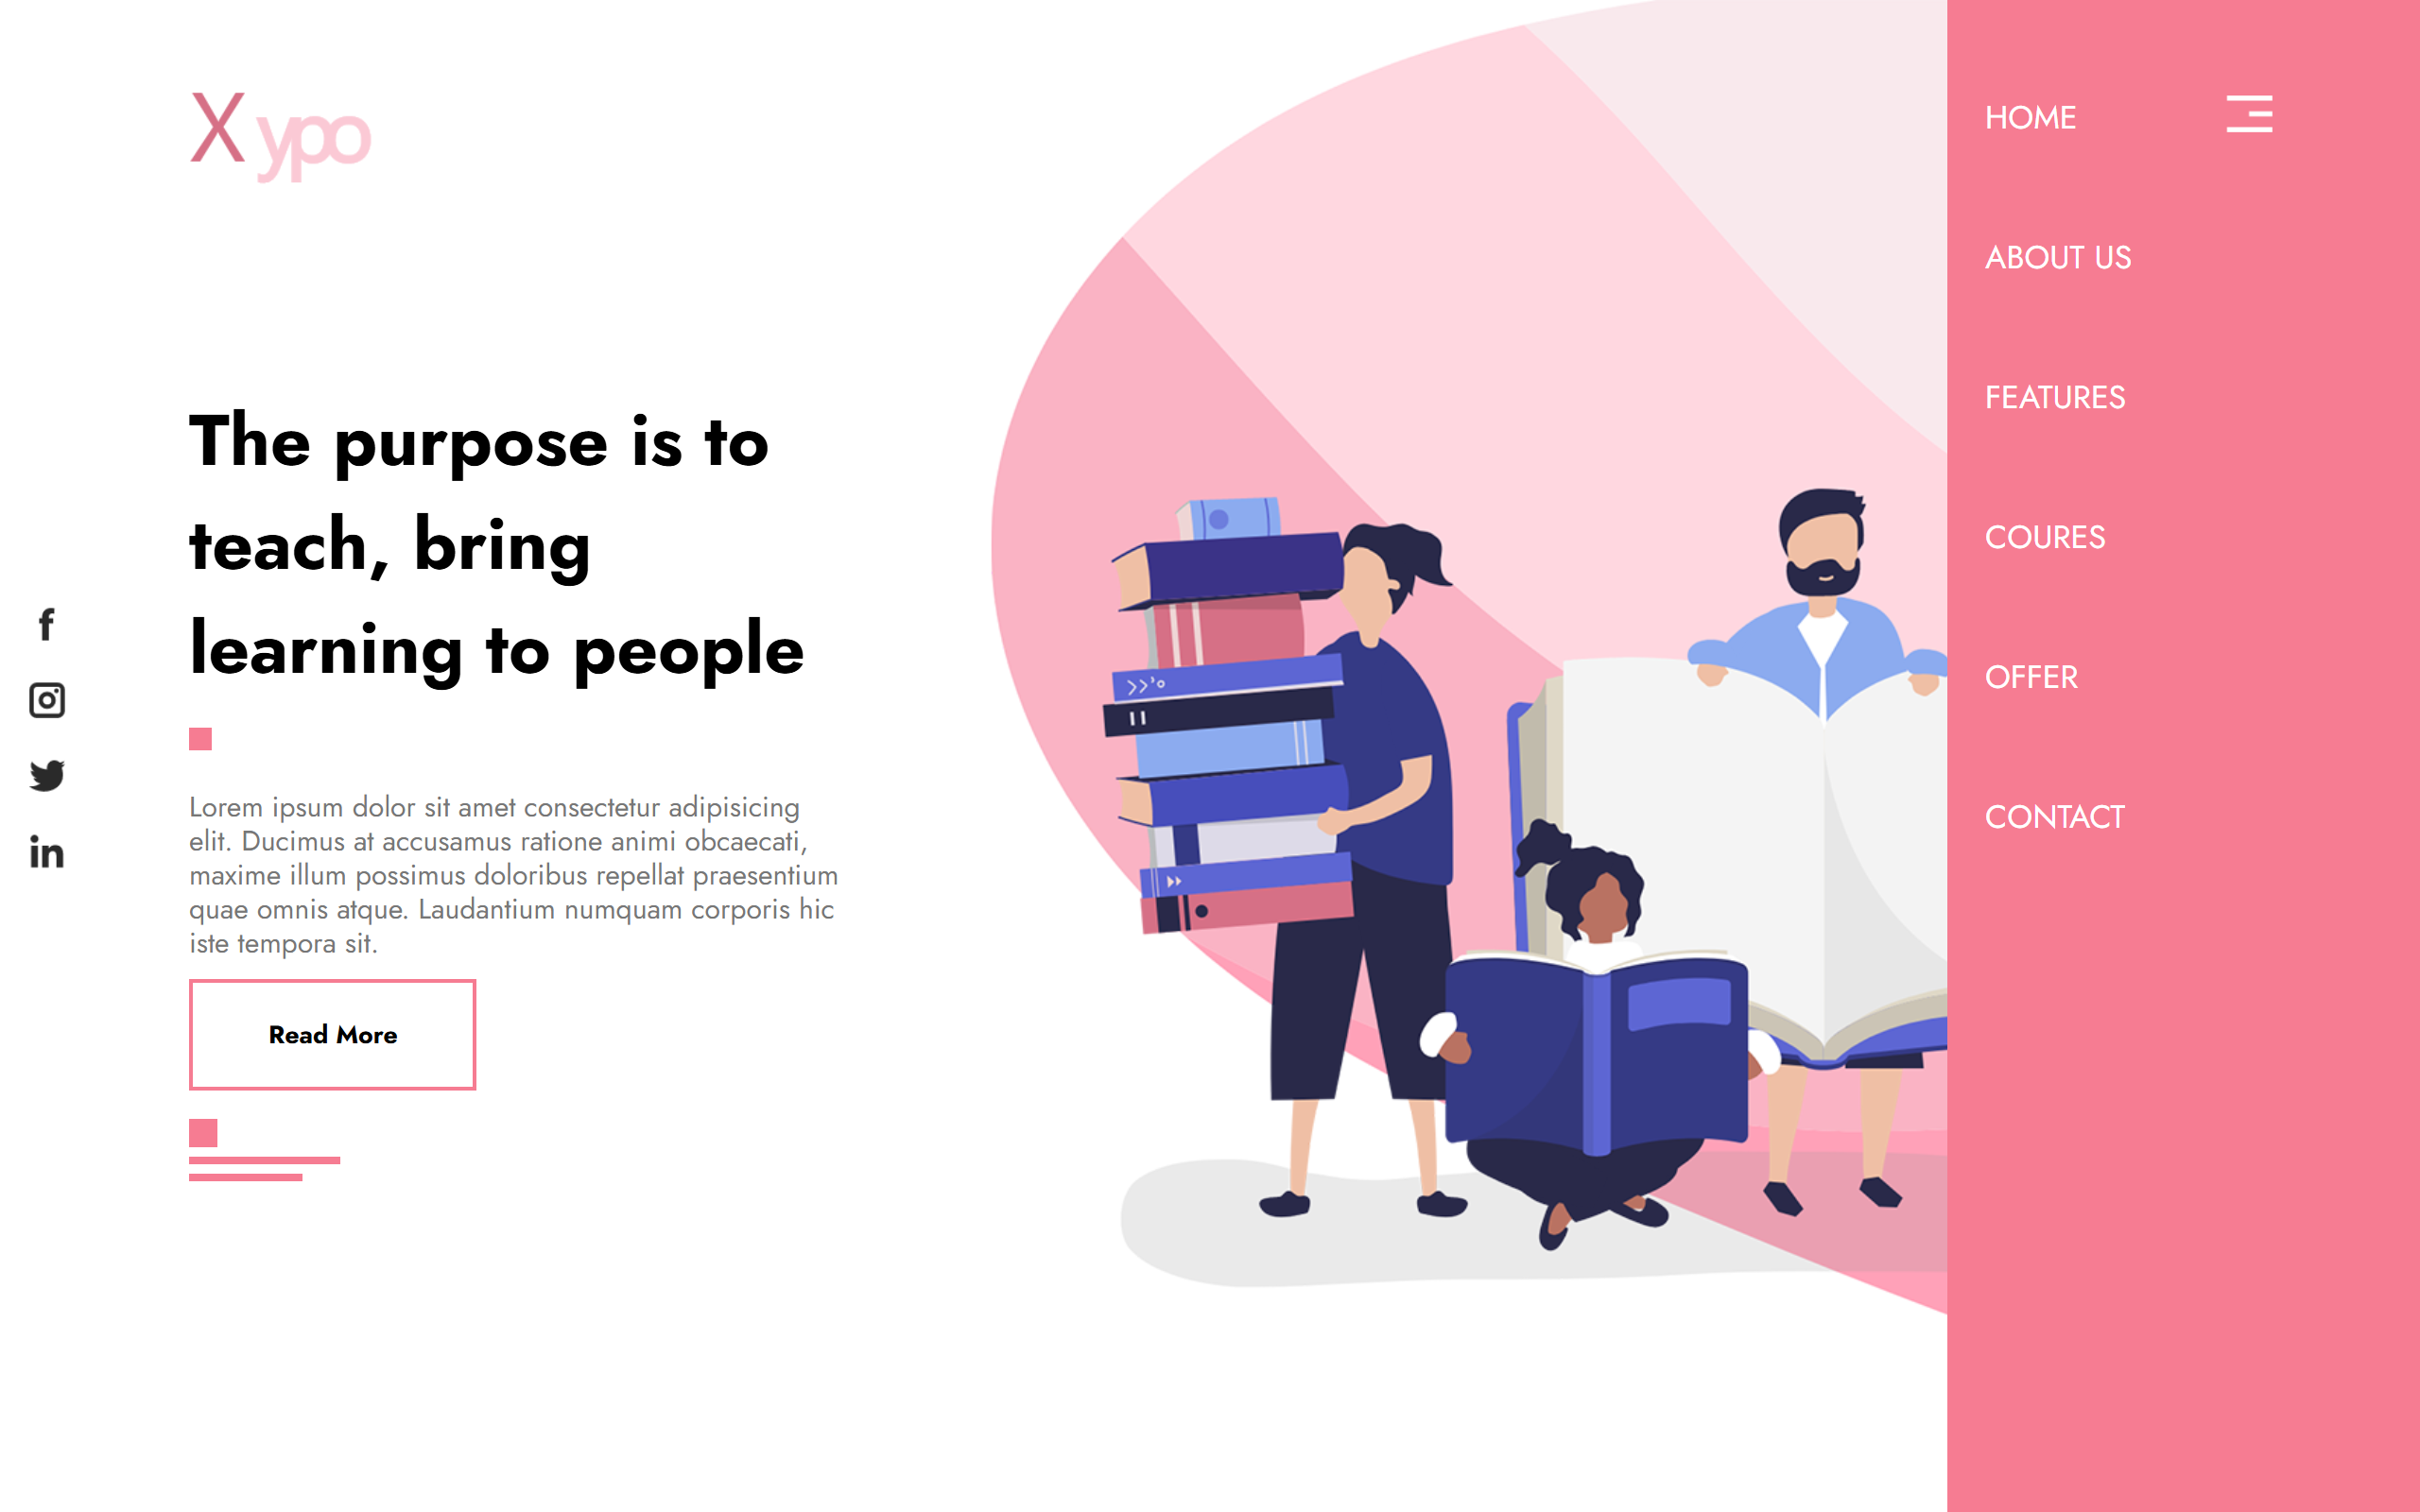 X ypo
The purpose is to
teach, bring
learning to people
Lorem ipsum dolor sit amet consectetur adipisicing
elit. Ducimus at accusamus ratione animi obcaecati,
maxime illum possimus doloribus repellat praesentium
quae omnis atque. Laudantium numquam corporis hic
iste tempora sit.
Read More
HOME
ABOUT US
FEATURES
COURES
OFFER
CONTACT